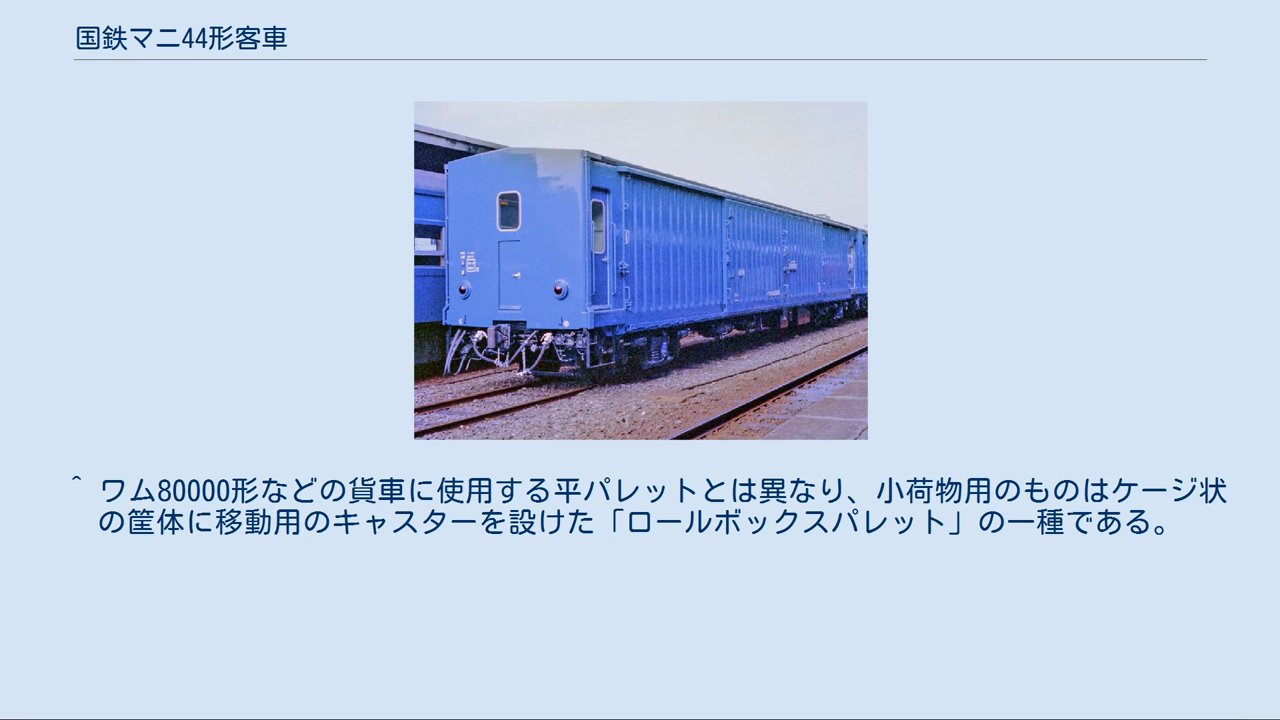 国鉄マニ44形客車
^ ワム80000形などの貨車に使用する平パレットとは異なり、小荷物用のものはケージ状
の筐体に移動用のキャスターを設けた「ロールボックスパレット」の一種である。